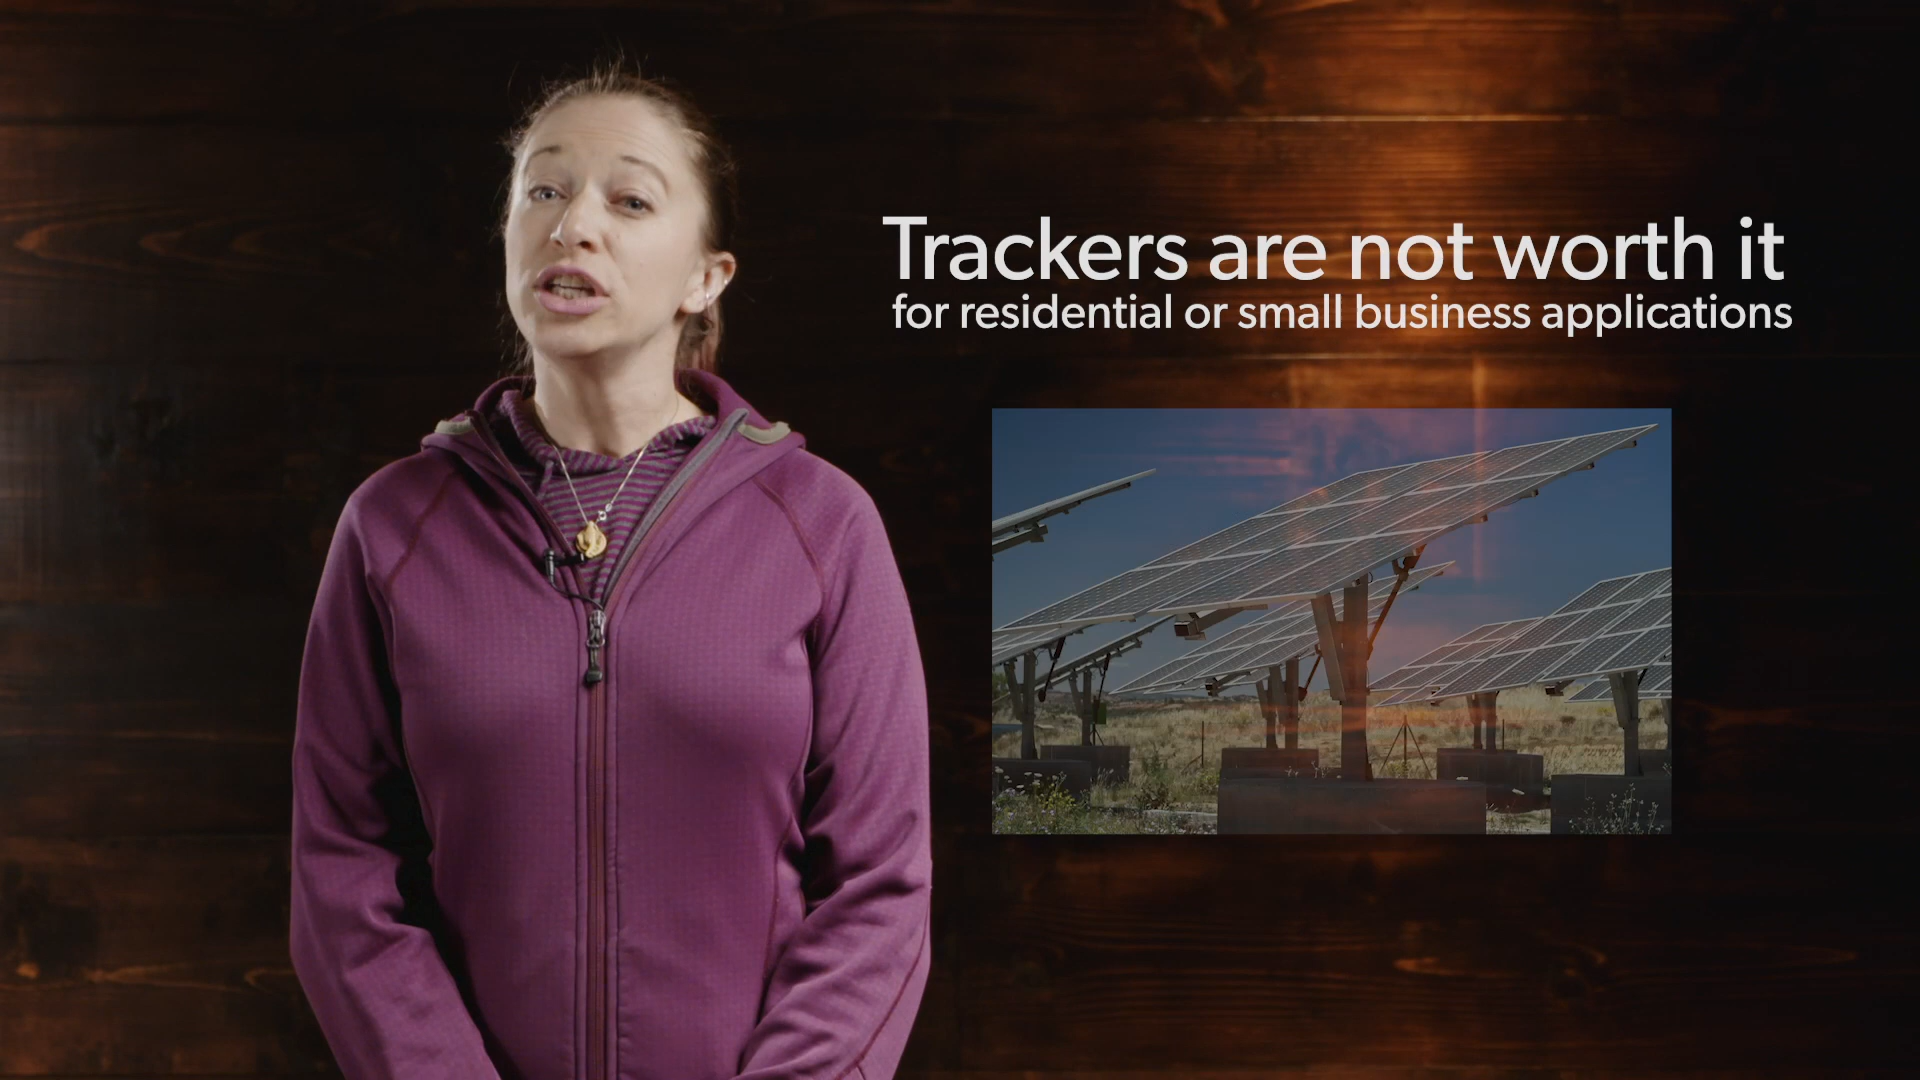 Trackers are not worth it
for residential or small business applications